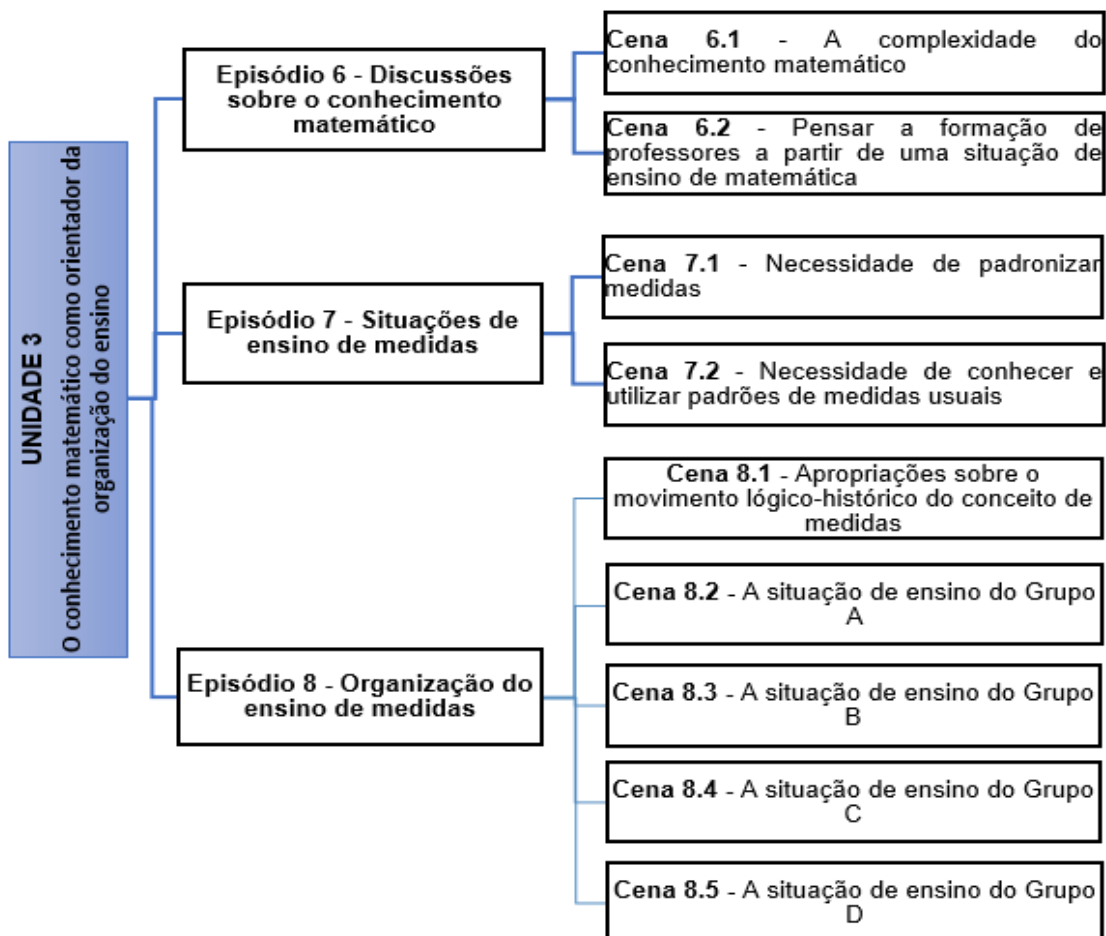 UNIDADE 3
O conhecimento matemático como orientador da
organização do ensino
Episódio 6 - Discussões
sobre o conhecimento
matemático
Cena 6.1 - A complexidade do
conhecimento matemático
Cena 6.2 - Pensar a formação de
professores a partir de uma situação de
ensino de matemática
Episódio 7 - Situações de
ensino de medidas
Cena 7.1 - Necessidade de padronizar
medidas
Cena 7.2 - Necessidade de conhecer e
utilizar padrões de medidas usuais
Episódio 8 - Organização do
ensino de medidas
Cena 8.1 - Apropriações sobre o
movimento lógico-histórico do conceito de
medidas
Cena 8.2 - A situação de ensino do Grupo
A
Cena 8.3 - A situação de ensino do Grupo
B
Cena 8.4 - A situação de ensino do Grupo
C
Cena 8.5 - A situação de ensino do Grupo
D